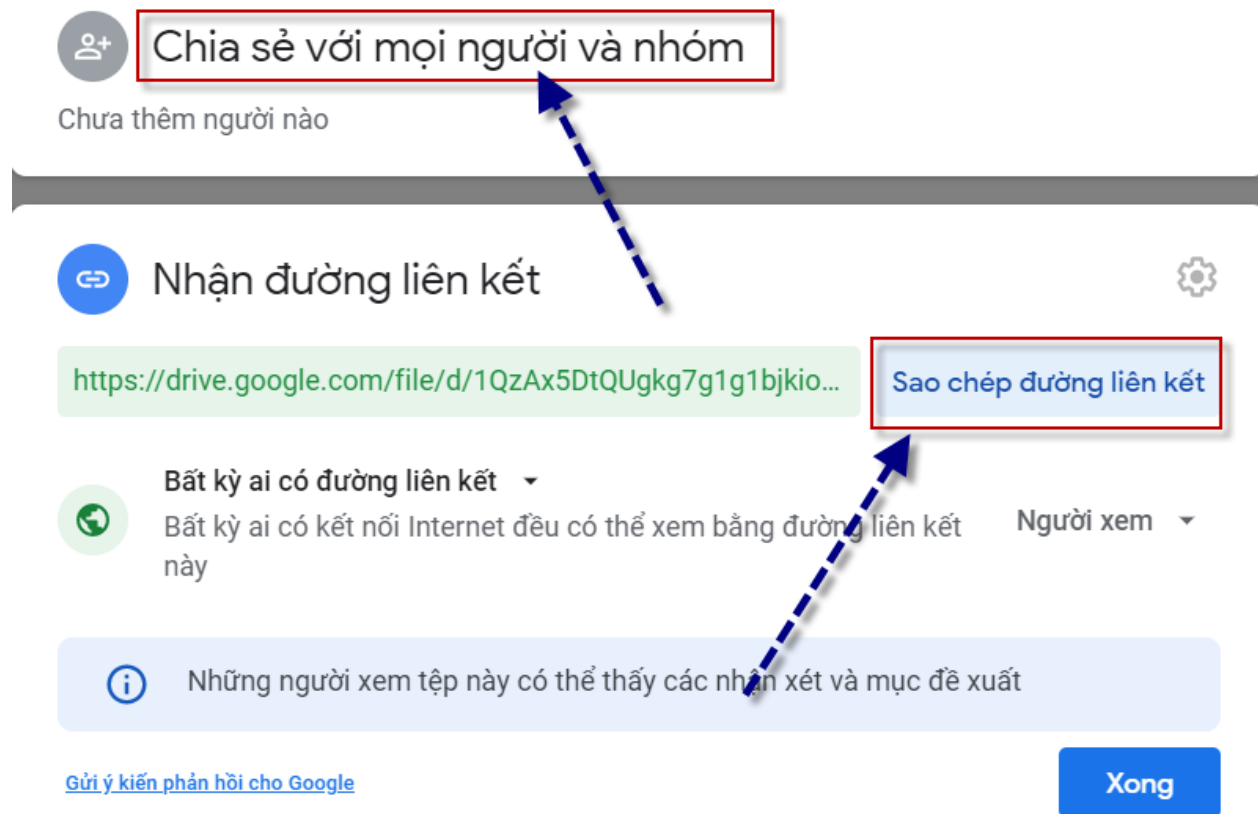 Chia sẻ với mọi người và nhóm
Chưa thêm người nào
Nhận đường liên kết
https://drive.google.com/file/d/1QzAx5DtQUgkg7g1g1bjkio...
Sao chép đường liên kết
Bất kỳ ai có đường liên kết
Bất kỳ ai có kết nối Internet đều có thể xem bằng đường liên kết
này
Người xem
Những người xem tệp này có thể thấy các nhận xét và mục đề xuất
Gửi ý kiến phản hồi cho Google
Xong